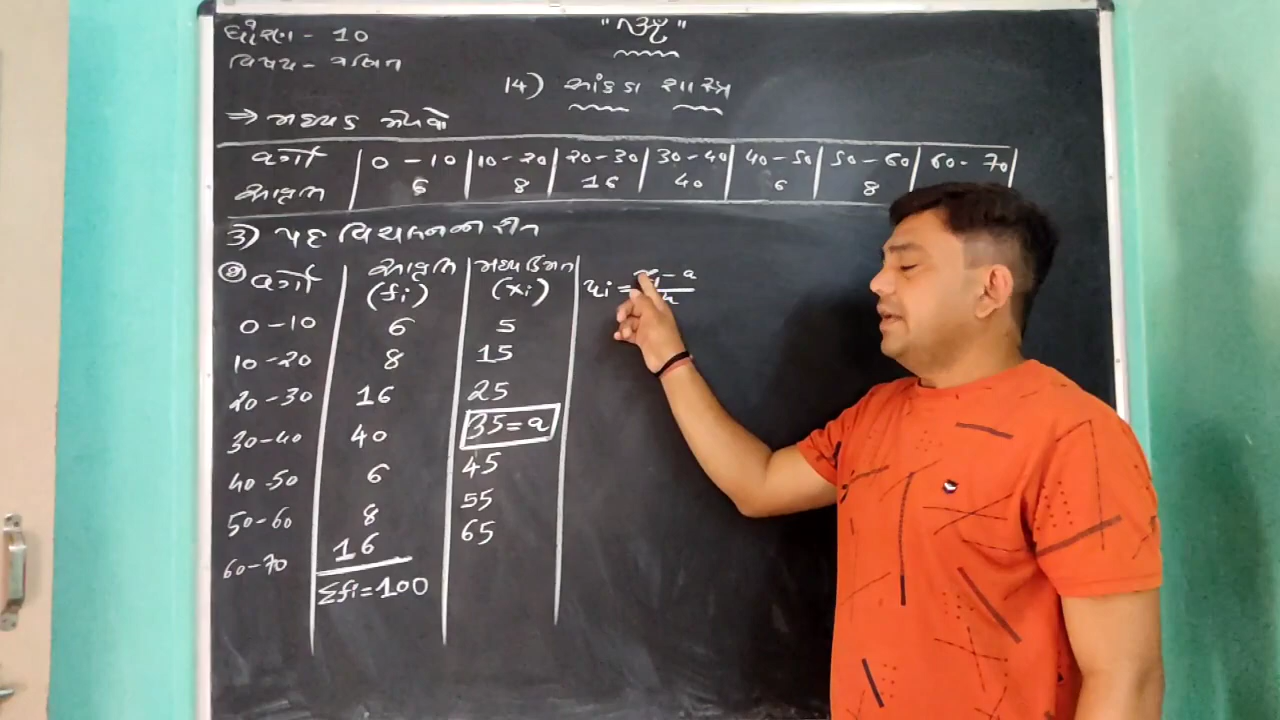 ધોરણ - 10
વિષય - ગણિત
14) આંકડા શાસ્ત્ર
⇒ મધ્યક મેળવો
વર્ગ 0 - 10 10 - 20 20 - 30 30 - 40 40 - 50 50 - 60 60 - 70
આવૃત્તિ 6 8 16 40 6 8
3) પદ વિચલનની રીત
વર્ગ આવૃત્તિ (fi) મધ્યકિંમત (xi) ui = xi - a
0 - 10 6 5
10 - 20 8 15
20 - 30 16 25
30 - 40 40 35 = a
40 - 50 6 45
50 - 60 8 55
60 - 70 16 65
Σfi = 100